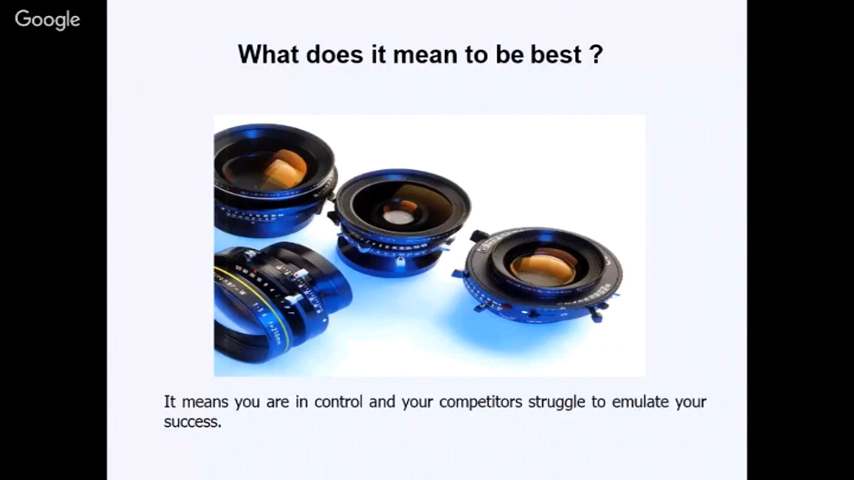 Google
What does it mean to be best ?
It means you are in control and your competitors struggle to emulate your
success.